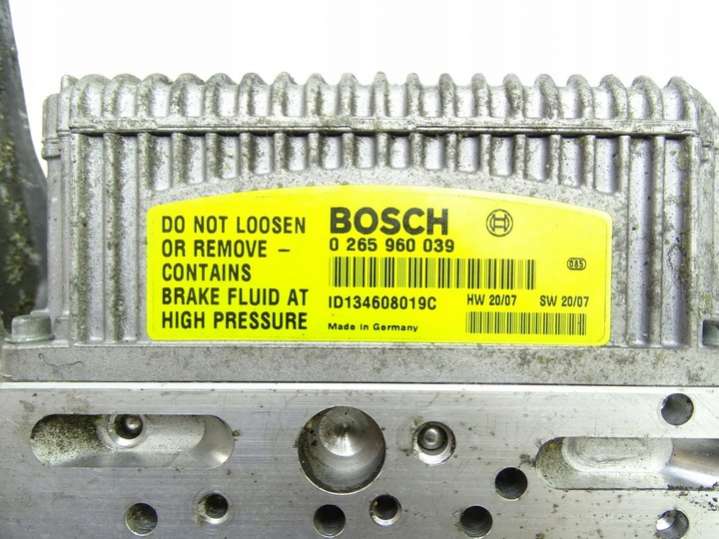 DO NOT LOOSEN
OR REMOVE –
CONTAINS
BRAKE FLUID AT
HIGH PRESSURE
BOSCH
0 265 960 039
085
ID134608019C
HW 20/07 SW 20/07
Made in Germany